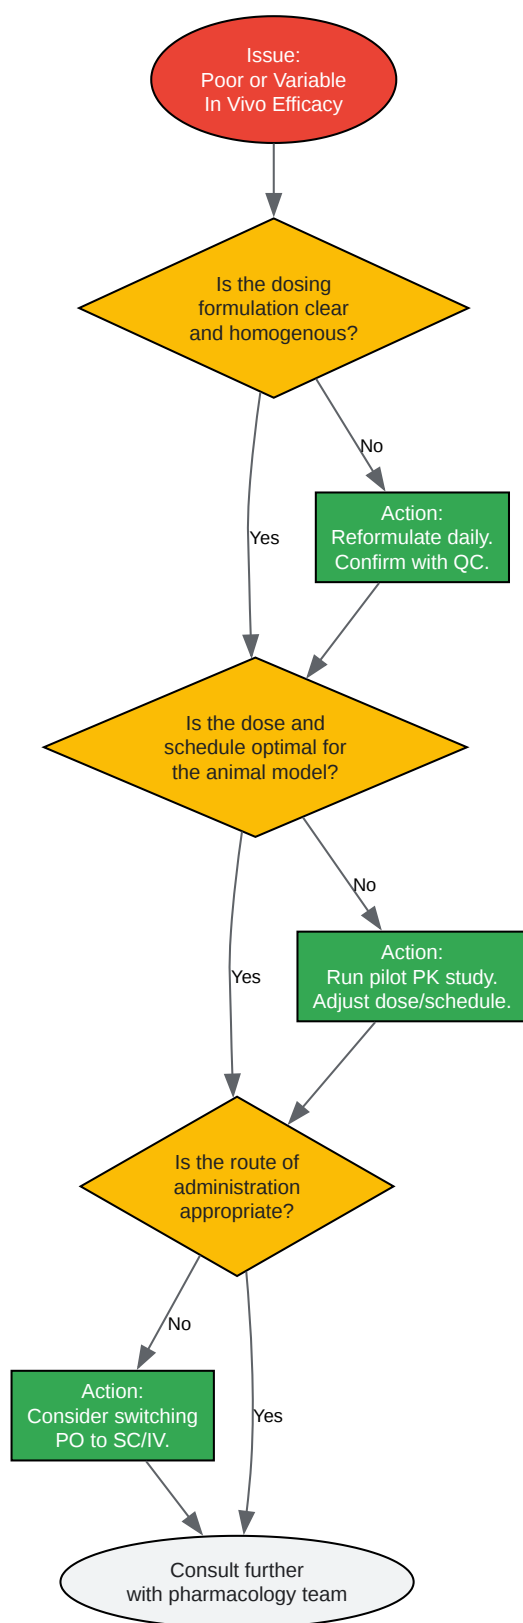 Issue:
Poor or Variable
In Vivo Efficacy
Is the dosing
formulation clear
and homogenous?
No
Yes
Action:
Reformulate daily.
Confirm with QC.
Is the dose and
schedule optimal for
the animal model?
No
Yes
Action:
Run pilot PK study.
Adjust dose/schedule.
Is the route of
administration
appropriate?
No
Yes
Action:
Consider switching
PO to SC/IV.
Consult further
with pharmacology team